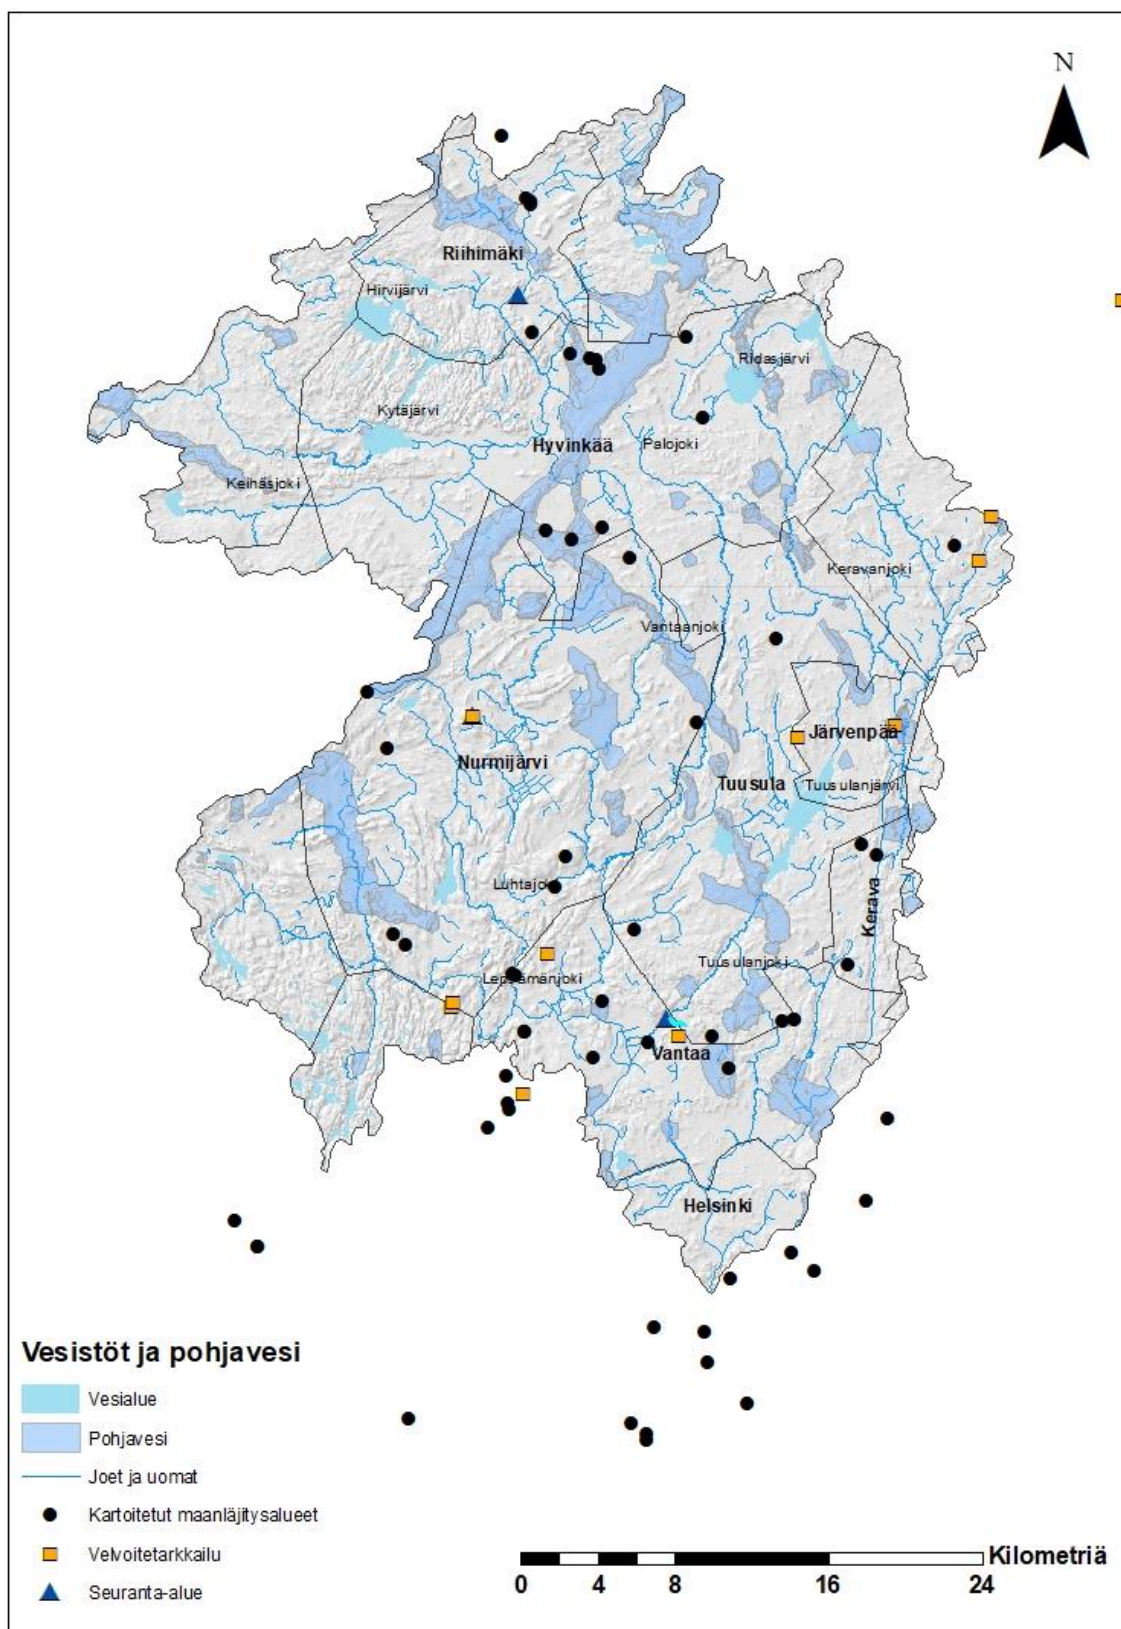 N
Riihimäki
Hirvijärvi
Ridasjärvi
Kytäjärvi
Hyvinkää
Palojoki
Keihäsjoki
Keravanjoki
Vantaanjoki
Järvenpää
Nurmijärvi
Tuusula
Tuusulanjärvi
Luhtajoki
Kerava
Tuusulanjoki
Lepsämänjoki
Vantaa
Helsinki
Vesistöt ja pohjavesi
Vesialue
Pohjavesi
Joet ja uomat
Kartoitetut maanläjitysalueet
Velvoitetarkkailu
Seuranta-alue
Kilometriä
0 4 8 16 24